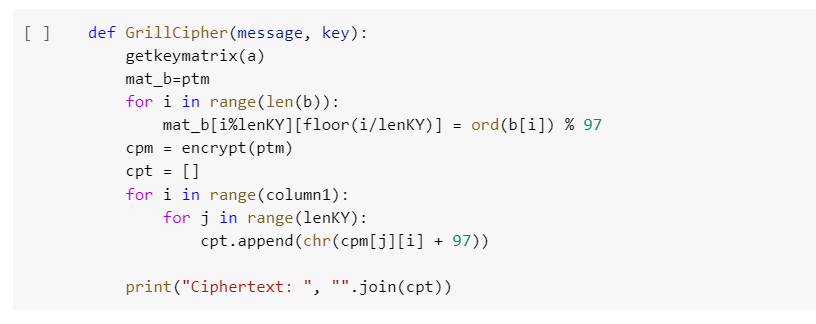 [ ] def GrillCipher(message, key):
getkeymatrix(a)
mat_b=ptm
for i in range(len(b)):
mat_b[i%lenKY][floor(i/lenKY)] = ord(b[i]) % 97
cpm = encrypt(ptm)
cpt = []
for i in range(column1):
for j in range(lenKY):
cpt.append(chr(cpm[j][i] + 97))
print("Ciphertext: ", "".join(cpt))